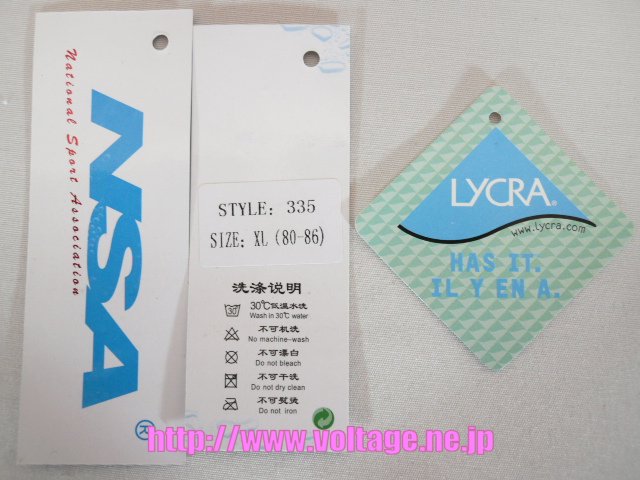 NSA
National Sport Association
STYLE: 335
SIZE: XL (80-86)
洗涤说明
30
30℃低温水洗
Wash in 30℃ water
不可机洗
No machine-wash
不可漂白
Do not bleach
不可干洗
Do not dry clean
不可熨烫
Do not iron
LYCRA®
www.lycra.com
HAS IT.
IL Y EN A.
http://www.voltage.ne.jp